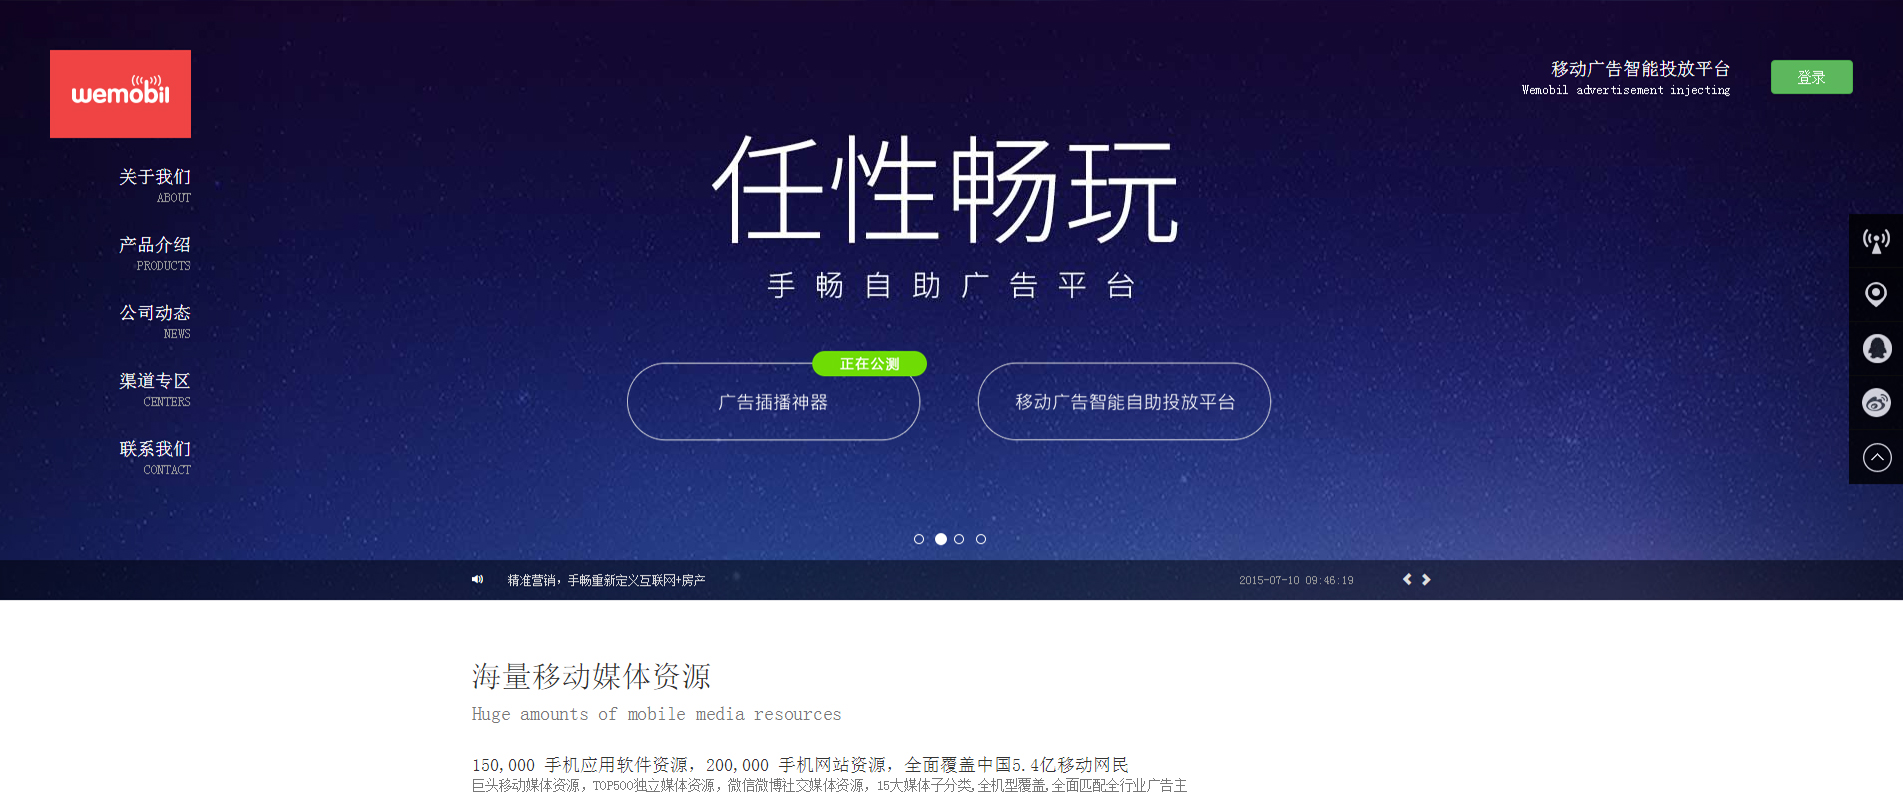 wemobil
移动广告智能投放平台
Wemobil advertisement injecting
登录
关于我们
ABOUT
产品介绍
PRODUCTS
公司动态
NEWS
渠道专区
CENTERS
联系我们
CONTACT
任性畅玩
手畅自助广告平台
正在公测
广告插播神器
移动广告智能自助投放平台
精准营销，手畅重新定义互联网+房产
2015-07-10 09:46:19
海量移动媒体资源
Huge amounts of mobile media resources
150,000 手机应用软件资源，200,000 手机网站资源，全面覆盖中国5.4亿移动网民
巨头移动媒体资源，TOP500独立媒体资源，微信微博社交媒体资源，15大媒体子分类,全机型覆盖,全面匹配全行业广告主